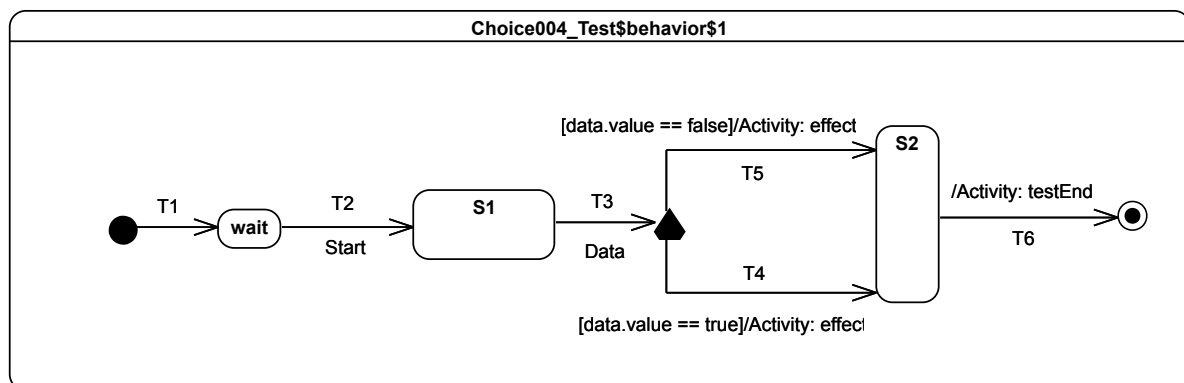 Choice004_Test$behavior$1
[data.value == false]/Activity: effect
T5
S2
/Activity: testEnd
T6
T1
wait
T2
Start
S1
T3
Data
T4
[data.value == true]/Activity: effect